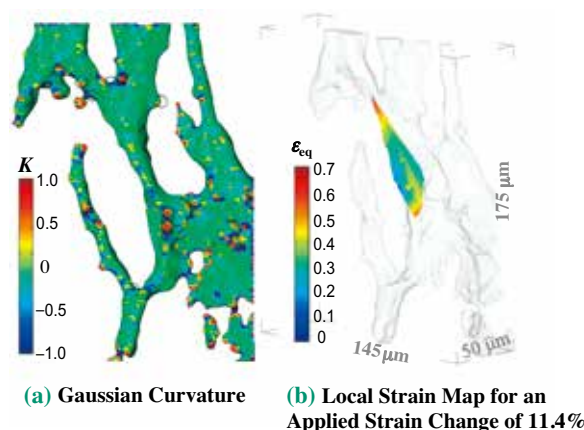 K
1.0
0.5
0
−0.5
−1.0
ε_eq
0.7
0.6
0.5
0.4
0.3
0.2
0.1
0
175 µm
145µm
50 µm
(a) Gaussian Curvature
(b) Local Strain Map for an
Applied Strain Change of 11.4%